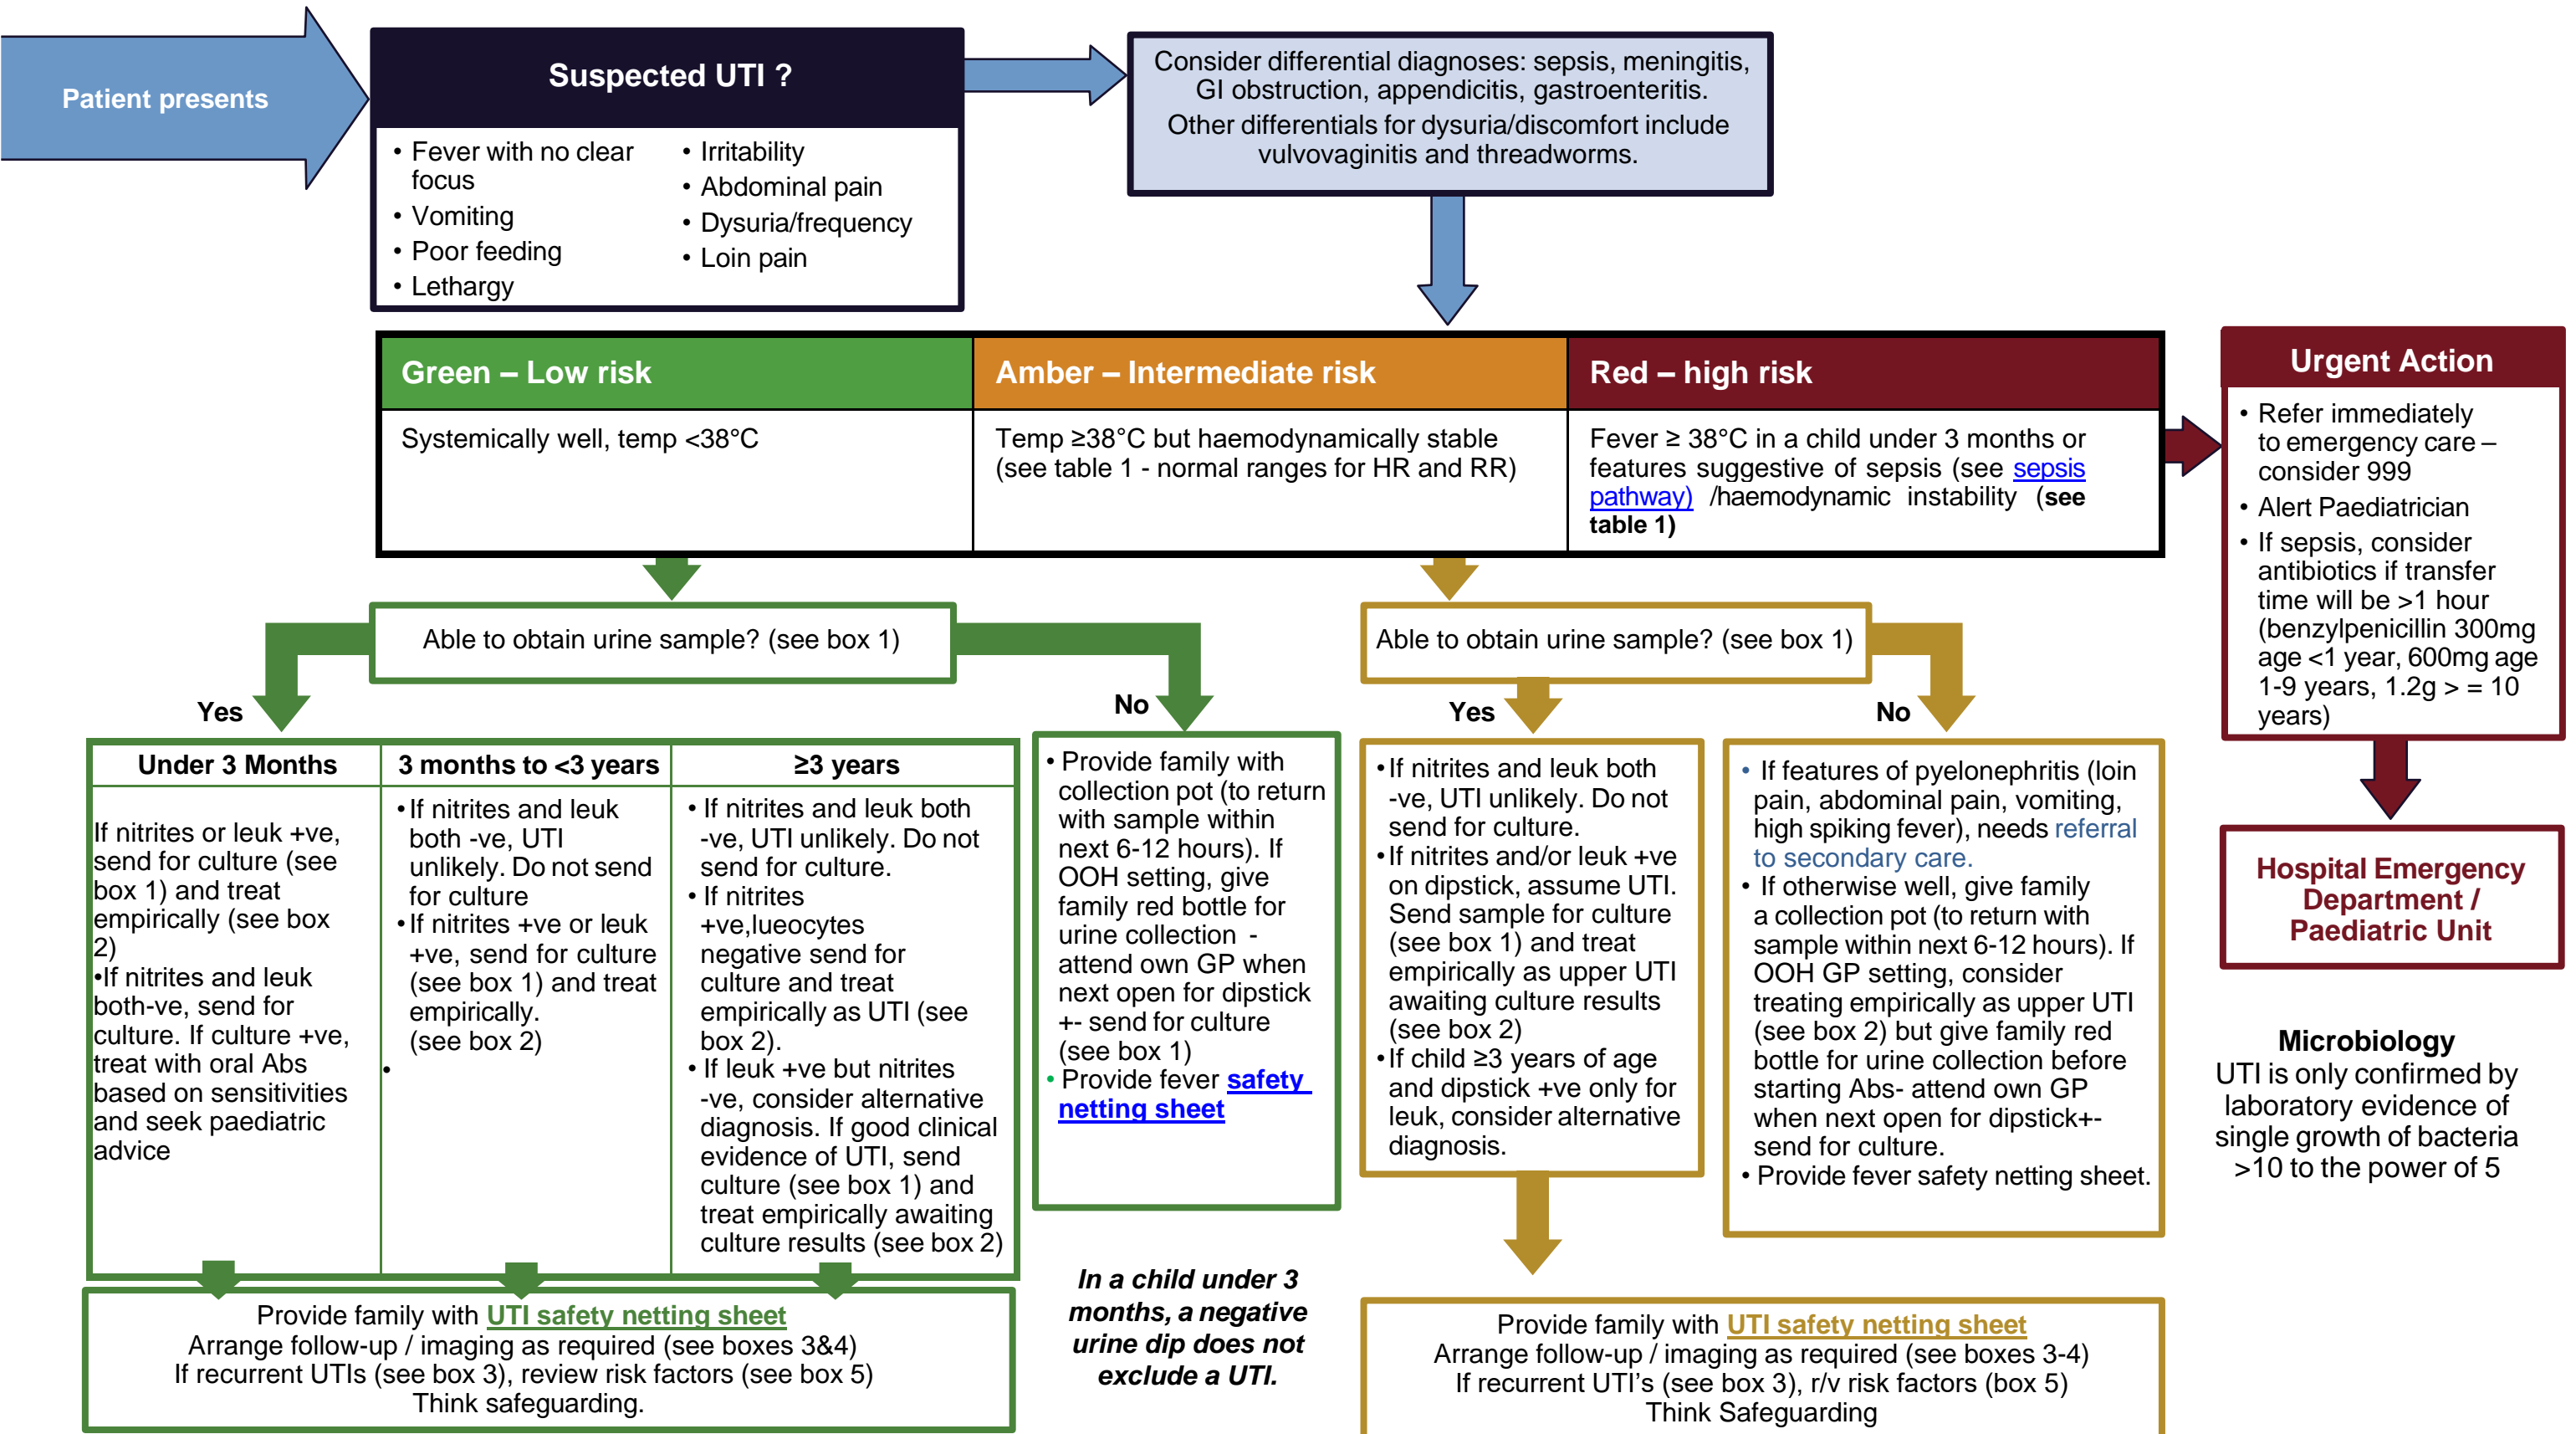 Patient presents
Suspected UTI ?
• Fever with no clear
focus
• Vomiting
• Poor feeding
• Lethargy
• Irritability
• Abdominal pain
• Dysuria/frequency
• Loin pain
Consider differential diagnoses: sepsis, meningitis,
GI obstruction, appendicitis, gastroenteritis.
Other differentials for dysuria/discomfort include
vulvovaginitis and threadworms.
Green – Low risk
Systemically well, temp <38°C
Amber – Intermediate risk
Temp ≥38°C but haemodynamically stable
(see table 1 - normal ranges for HR and RR)
Red – high risk
Fever ≥ 38°C in a child under 3 months or
features suggestive of sepsis (see sepsis
pathway) /haemodynamic instability (see
table 1)
Urgent Action
• Refer immediately
to emergency care –
consider 999
• Alert Paediatrician
• If sepsis, consider
antibiotics if transfer
time will be >1 hour
(benzylpenicillin 300mg
age <1 year, 600mg age
1-9 years, 1.2g > = 10
years)
Hospital Emergency
Department /
Paediatric Unit
Able to obtain urine sample? (see box 1)
Yes
No
Under 3 Months
If nitrites or leuk +ve,
send for culture (see
box 1) and treat
empirically (see box
2)
•If nitrites and leuk
both-ve, send for
culture. If culture +ve,
treat with oral Abs
based on sensitivities
and seek paediatric
advice
3 months to <3 years
•If nitrites and leuk
both -ve, UTI
unlikely. Do not send
for culture
•If nitrites +ve or leuk
+ve, send for culture
(see box 1) and treat
empirically.
(see box 2)
•
≥3 years
• If nitrites and leuk both
-ve, UTI unlikely. Do not
send for culture.
• If nitrites
+ve,lueocytes
negative send for
culture and treat
empirically as UTI (see
box 2).
• If leuk +ve but nitrites
-ve, consider alternative
diagnosis. If good clinical
evidence of UTI, send
culture (see box 1) and
treat empirically awaiting
culture results (see box 2)
• Provide family with
collection pot (to return
with sample within
next 6-12 hours). If
OOH setting, give
family red bottle for
urine collection -
attend own GP when
next open for dipstick
+- send for culture
(see box 1)
• Provide fever safety
netting sheet
Provide family with UTI safety netting sheet
Arrange follow-up / imaging as required (see boxes 3&4)
If recurrent UTIs (see box 3), review risk factors (see box 5)
Think safeguarding.
In a child under 3
months, a negative
urine dip does not
exclude a UTI.
Able to obtain urine sample? (see box 1)
Yes
No
•If nitrites and leuk both
-ve, UTI unlikely. Do not
send for culture.
•If nitrites and/or leuk +ve
on dipstick, assume UTI.
Send sample for culture
(see box 1) and treat
empirically as upper UTI
awaiting culture results
(see box 2)
•If child ≥3 years of age
and dipstick +ve only for
leuk, consider alternative
diagnosis.
• If features of pyelonephritis (loin
pain, abdominal pain, vomiting,
high spiking fever), needs referral
to secondary care.
• If otherwise well, give family
a collection pot (to return with
sample within next 6-12 hours). If
OOH GP setting, consider
treating empirically as upper UTI
(see box 2) but give family red
bottle for urine collection before
starting Abs- attend own GP
when next open for dipstick+-
send for culture.
• Provide fever safety netting sheet.
Provide family with UTI safety netting sheet
Arrange follow-up / imaging as required (see boxes 3-4)
If recurrent UTI's (see box 3), r/v risk factors (box 5)
Think Safeguarding
Microbiology
UTI is only confirmed by
laboratory evidence of
single growth of bacteria
>10 to the power of 5